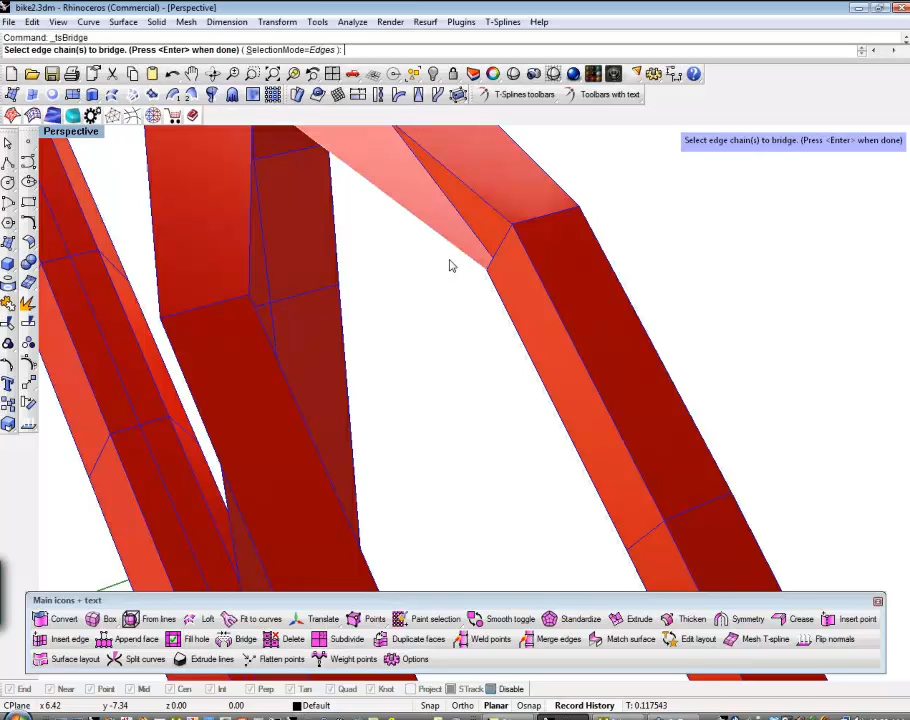 bike2.3dm - Rhinoceros (Commercial) - [Perspective]
File Edit View Curve Surface Solid Mesh Dimension Transform Tools Analyze Render Resurf Plugins T-Splines Help
Command: _tsBridge
Select edge chain(s) to bridge. (Press <Enter> when done) ( SelectionMode=Edges ):
T-Splines toolbars Toolbars with text
Perspective
Select edge chain(s) to bridge. (Press <Enter> when done)
Main icons + text
Convert Box From lines Loft Fit to curves Translate Points Paint selection Smooth toggle Standardize Extrude Thicken Symmetry Crease Insert point
Insert edge Append face Fill hole Bridge Delete Subdivide Duplicate faces Weld points Merge edges Match surface Edit layout Mesh T-spline Flip normals
Surface layout Split curves Extrude lines Flatten points Weight points Options
End Near Point Mid Cen Int Perp Tan Quad Knot Project STrack Disable
CPlane x 6.42 y -7.34 z 0.00 0.00 Default Snap Ortho Planar Osnap Record History T: 0.117543